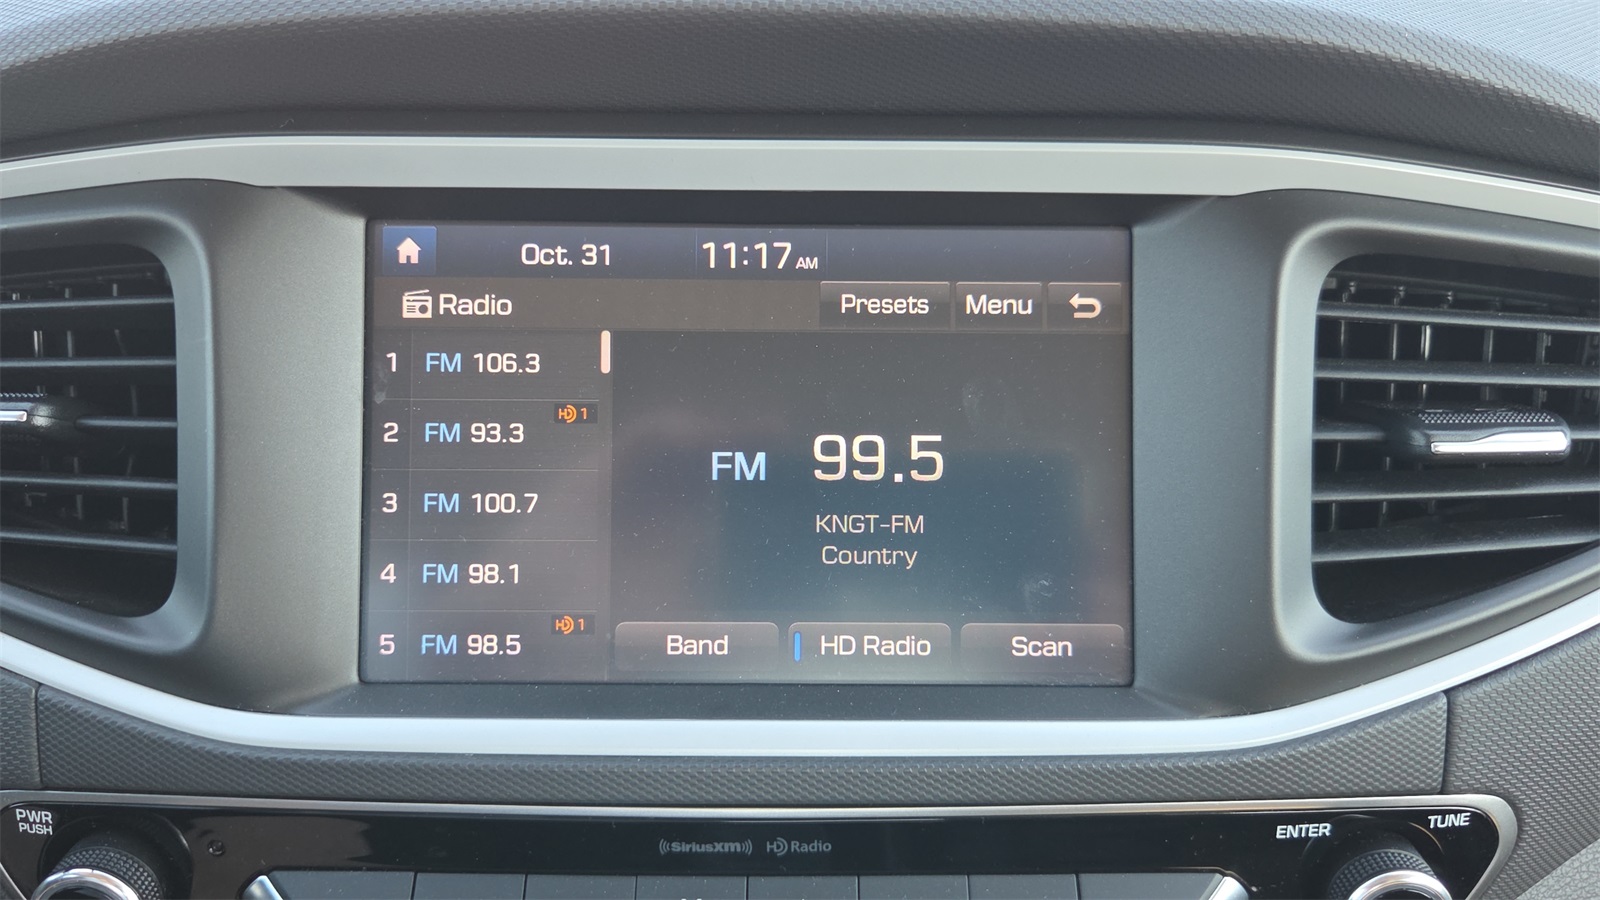 Oct. 31 11:17 AM
Radio Presets Menu
1 FM 106.3
HD 1
2 FM 93.3
3 FM 100.7
4 FM 98.1
HD 1
5 FM 98.5
FM 99.5
KNGT-FM
Country
Band HD Radio Scan
PWR
PUSH
((SiriusXM)) HD Radio
ENTER
TUNE